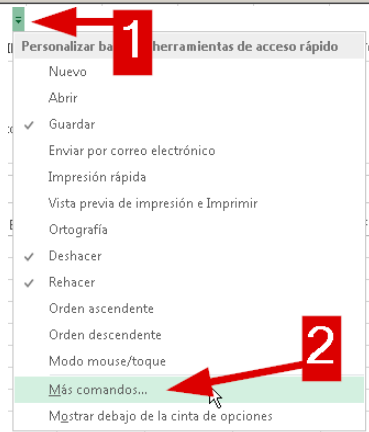 1
Personalizar ba herramientas de acceso rápido
Nuevo
Abrir
Guardar
Enviar por correo electrónico
Impresión rápida
Vista previa de impresión e Imprimir
Ortografía
Deshacer
Rehacer
Orden ascendente
Orden descendente
Modo mouse/toque
2
Más comandos...
Mostrar debajo de la cinta de opciones